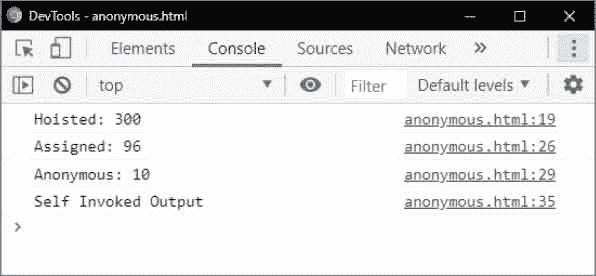 DevTools - anonymous.html
Elements Console Sources Network »
top ▼ Filter Default levels ▼
Hoisted: 300 anonymous.html:19
Assigned: 96 anonymous.html:26
Anonymous: 10 anonymous.html:29
Self Invoked Output anonymous.html:35
>